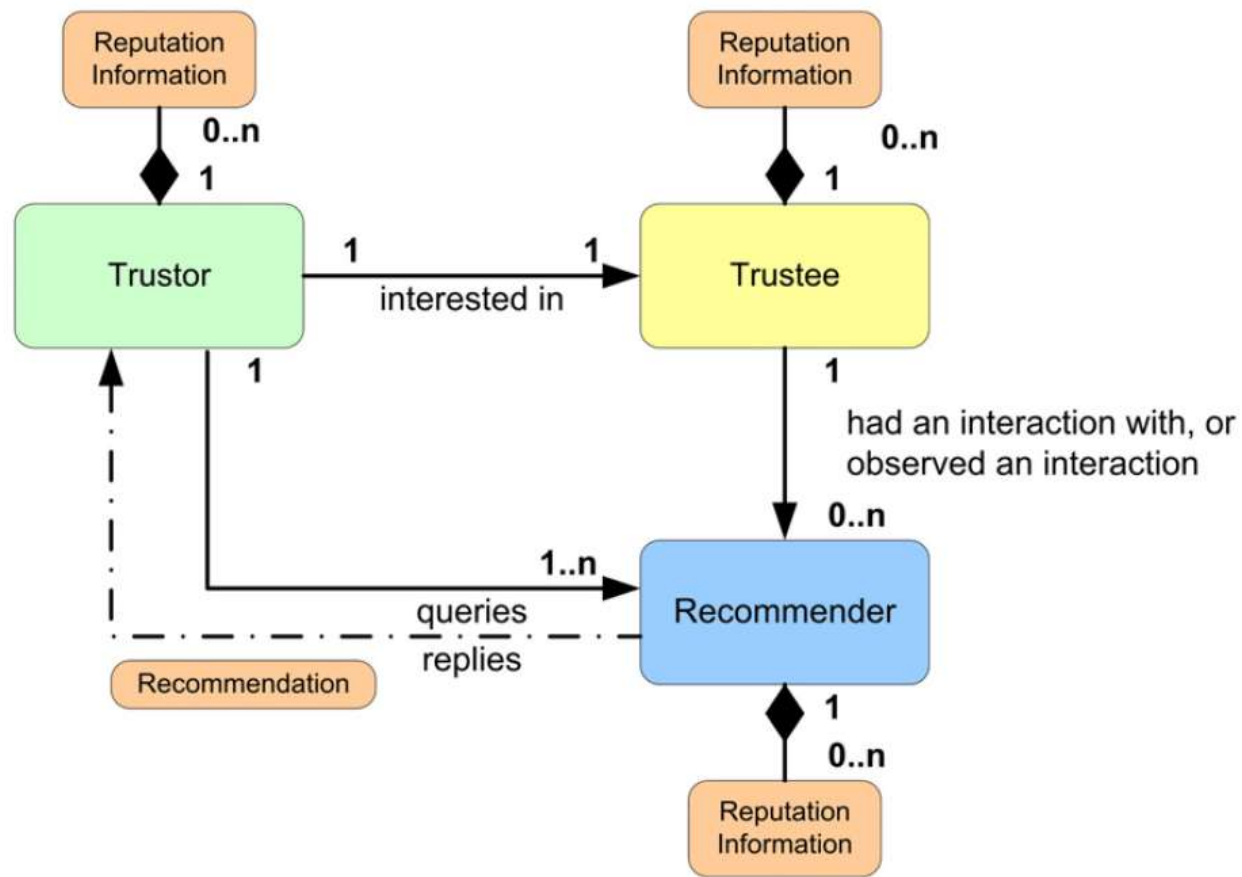 Reputation
Information
Reputation
Information
0..n
0..n
1
1
Trustor
1
1
Trustee
interested in
1
1
had an interaction with, or
observed an interaction
0..n
1..n
queries
Recommender
replies
Recommendation
1
0..n
Reputation
Information